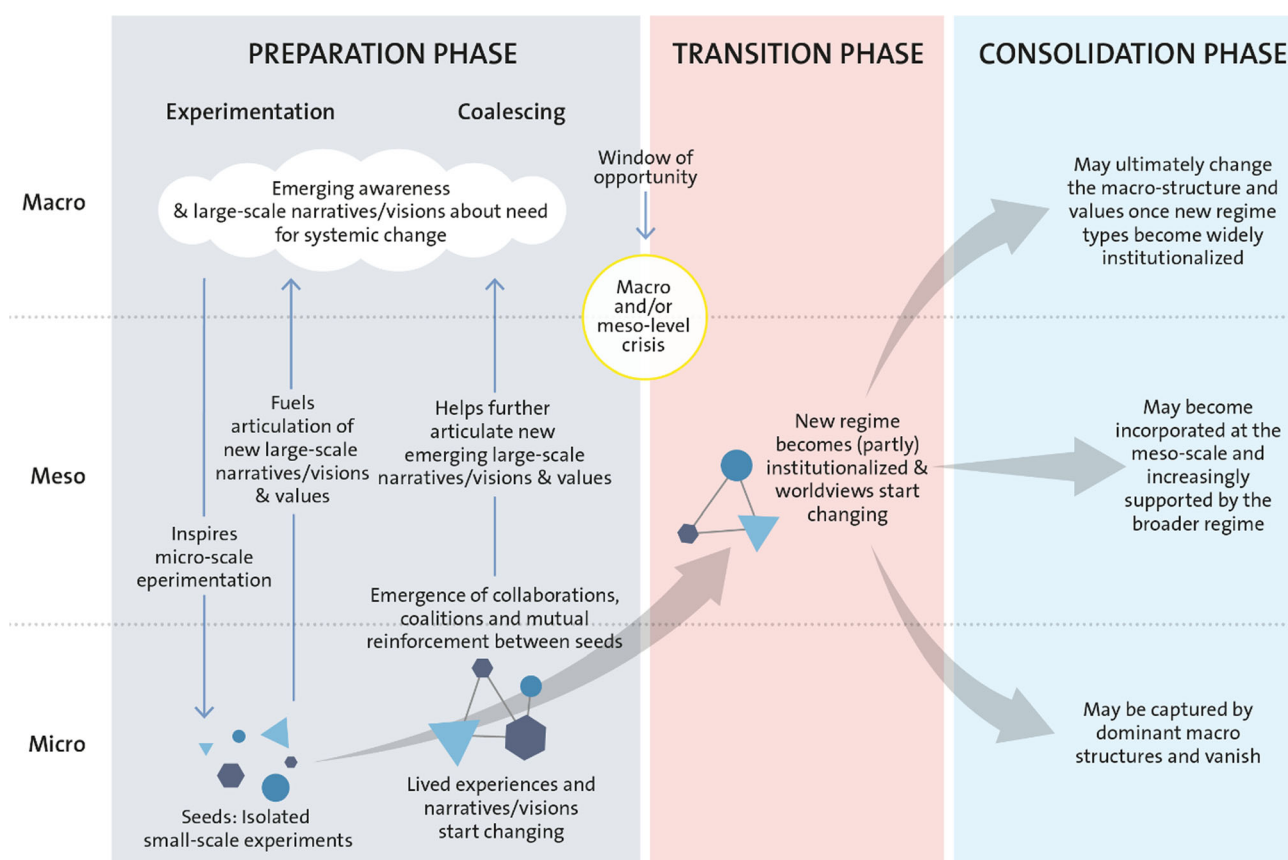 PREPARATION PHASE
TRANSITION PHASE
CONSOLIDATION PHASE
Experimentation
Coalescing
Macro
Emerging awareness
& large-scale narratives/visions about need
for systemic change
Window of
opportunity
Macro
and/or
meso-level
crisis
May ultimately change
the macro-structure and
values once new regime
types become widely
institutionalized
Meso
Fuels
articulation of
new large-scale
narratives/visions
& values
Helps further
articulate new
emerging large-scale
narratives/visions & values
Inspires
micro-scale
eperimentation
New regime
becomes (partly)
institutionalized &
worldviews start
changing
May become
incorporated at the
meso-scale and
increasingly
supported by the
broader regime
Emergence of collaborations,
coalitions and mutual
reinforcement between seeds
Micro
Seeds: Isolated
small-scale experiments
Lived experiences and
narratives/visions
start changing
May be captured by
dominant macro
structures and vanish